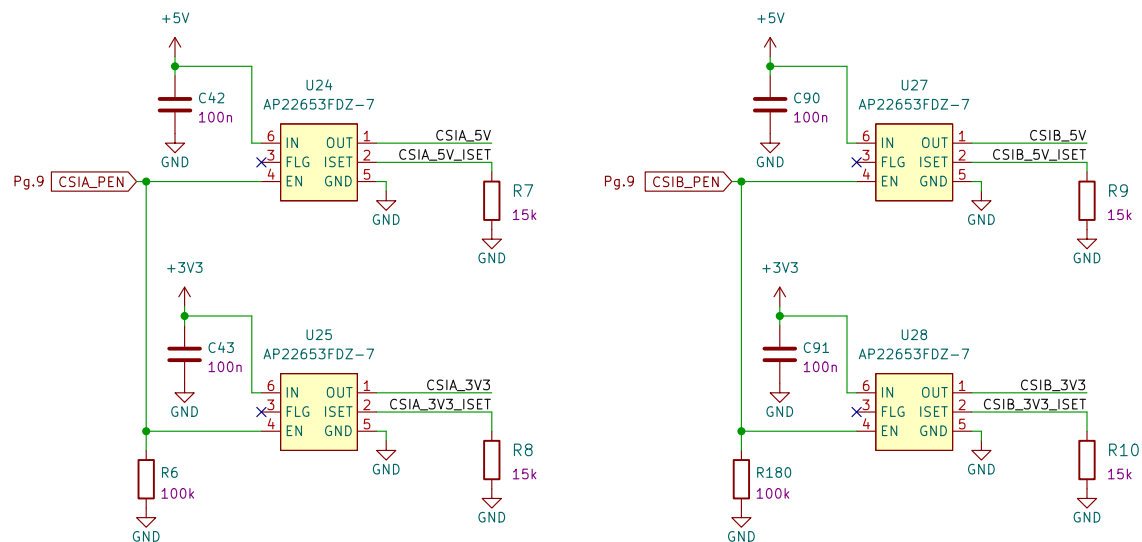 +5V
C42
100n
GND
U24
AP22653FDZ-7
6 IN OUT 1 CSIA_5V
3 FLG ISET 2 CSIA_5V_ISET
4 EN GND 5
GND
R7
15k
GND
Pg.9 CSIA_PEN
+3V3
C43
100n
GND
U25
AP22653FDZ-7
6 IN OUT 1 CSIA_3V3
3 FLG ISET 2 CSIA_3V3_ISET
4 EN GND 5
GND
R8
15k
GND
R6
100k
GND
+5V
C90
100n
GND
U27
AP22653FDZ-7
6 IN OUT 1 CSIB_5V
3 FLG ISET 2 CSIB_5V_ISET
4 EN GND 5
GND
R9
15k
GND
Pg.9 CSIB_PEN
+3V3
C91
100n
GND
U28
AP22653FDZ-7
6 IN OUT 1 CSIB_3V3
3 FLG ISET 2 CSIB_3V3_ISET
4 EN GND 5
GND
R10
15k
GND
R180
100k
GND